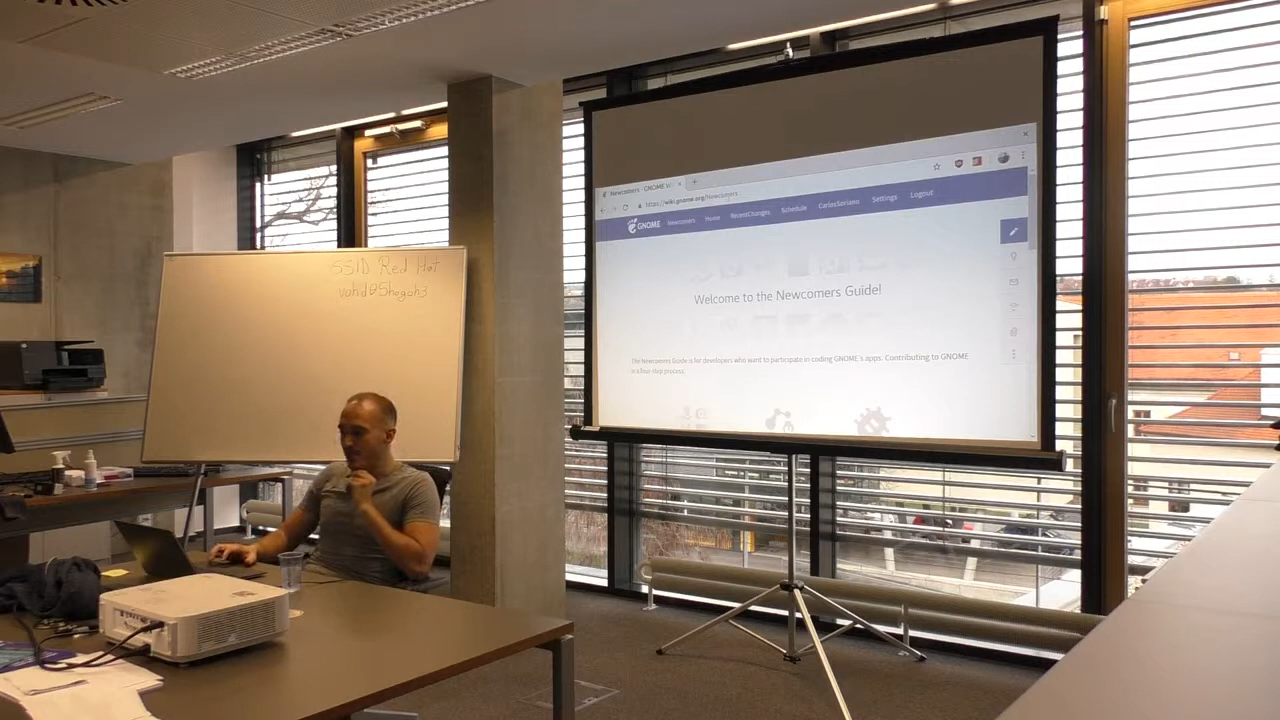 SSID Red Hat
Newcomers - GNOME W
https://wiki.gnome.org/Newcomers
GNOME Newcomers Home RecentChanges Schedule CarlosSoriano Settings Logout
Welcome to the Newcomers Guide!
The Newcomers Guide is for developers who want to participate in coding GNOME's apps. Contributing to GNOME
is a four step process.